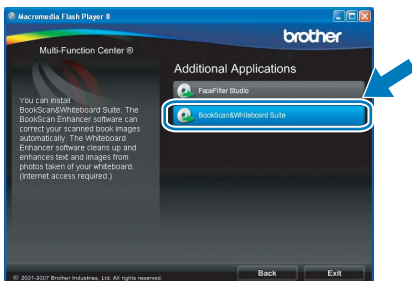 Macromedia Flash Player 8
brother
Multi-Function Center ®
Additional Applications
FaceFilter Studio
BookScan&Whiteboard Suite
You can install
BookScan&Whiteboard Suite. The
BookScan Enhancer software can
correct your scanned book images
automatically. The Whiteboard
Enhancer software cleans up and
enhances text and images from
photos taken of your whiteboard.
(Internet access required.)
© 2001-2007 Brother Industries, Ltd. All rights reserved.
Back
Exit